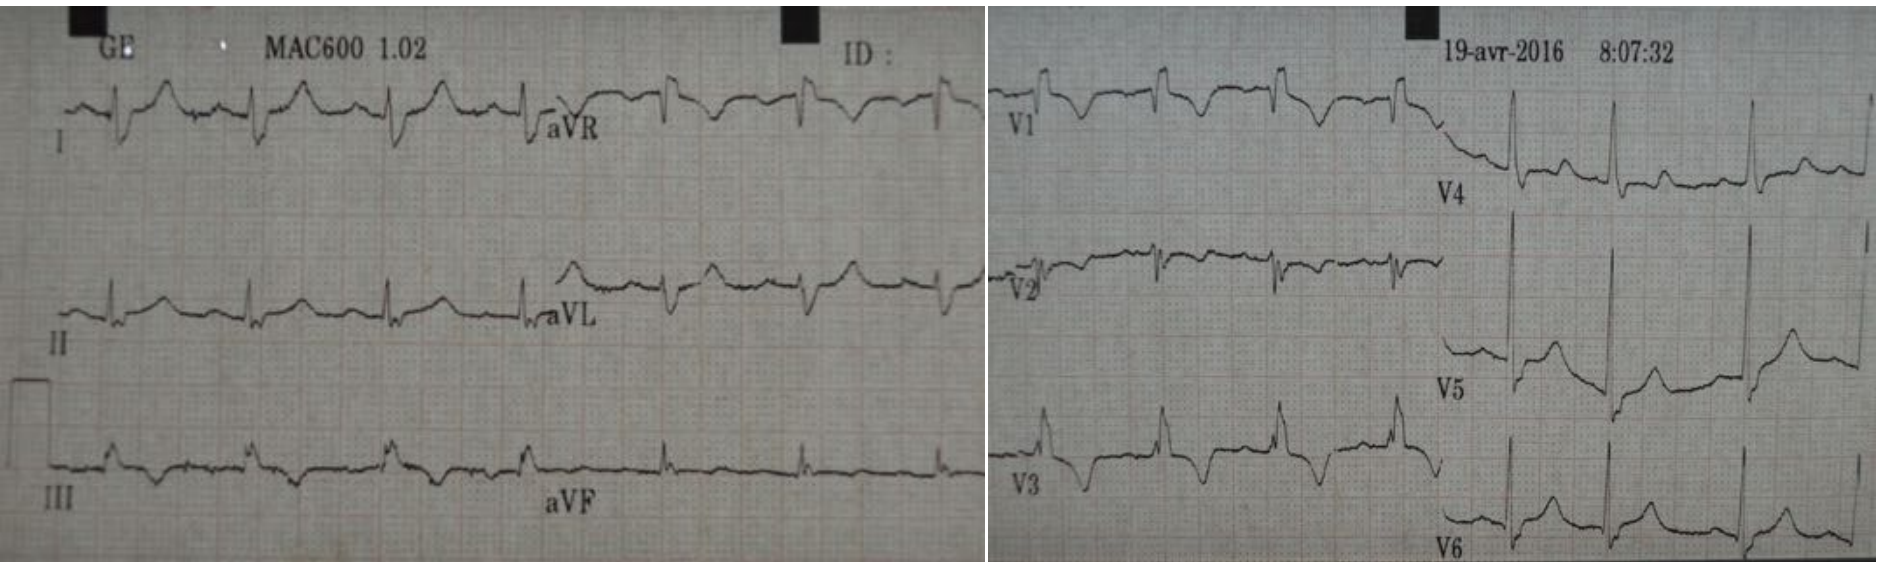 GE MAC600 1.02 ID :
I aVR
II aVL
III aVF
19-avr-2016 8:07:32
V1 V4
V2 V5
V3 V6